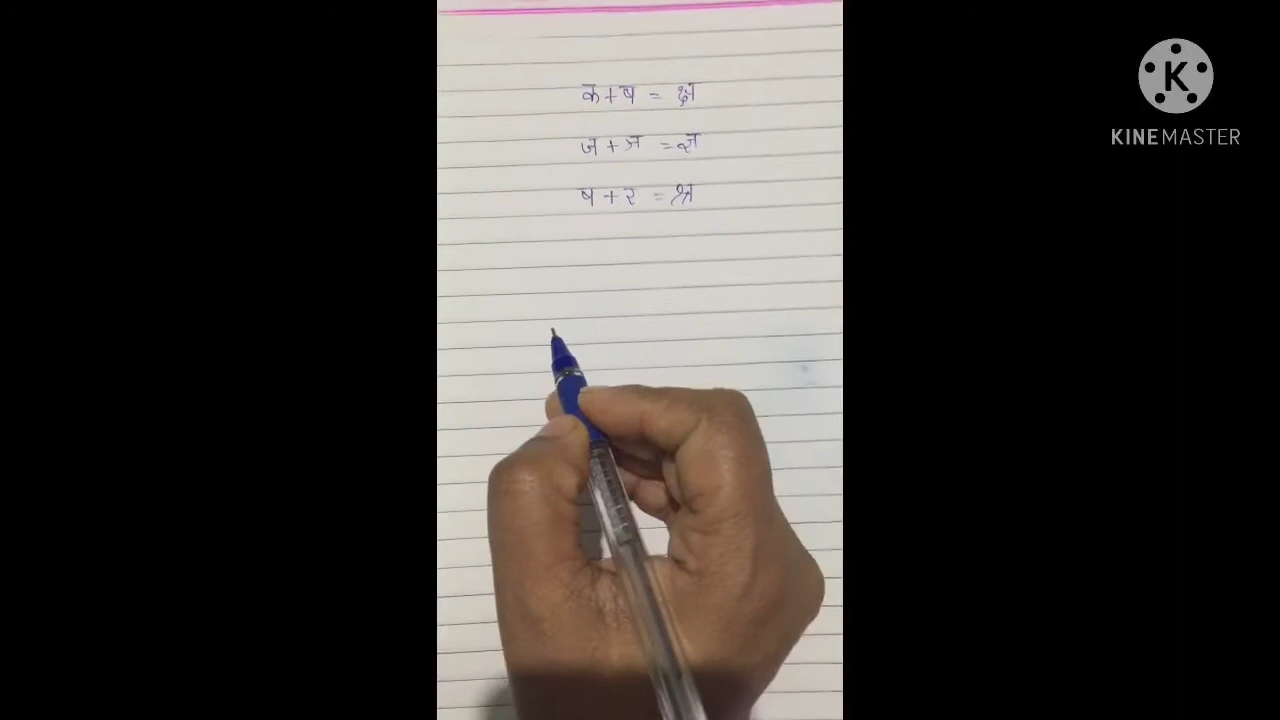 क + ष = क्ष
ज + ञ = ज्ञ
ष + र = श्र
K
KINEMASTER